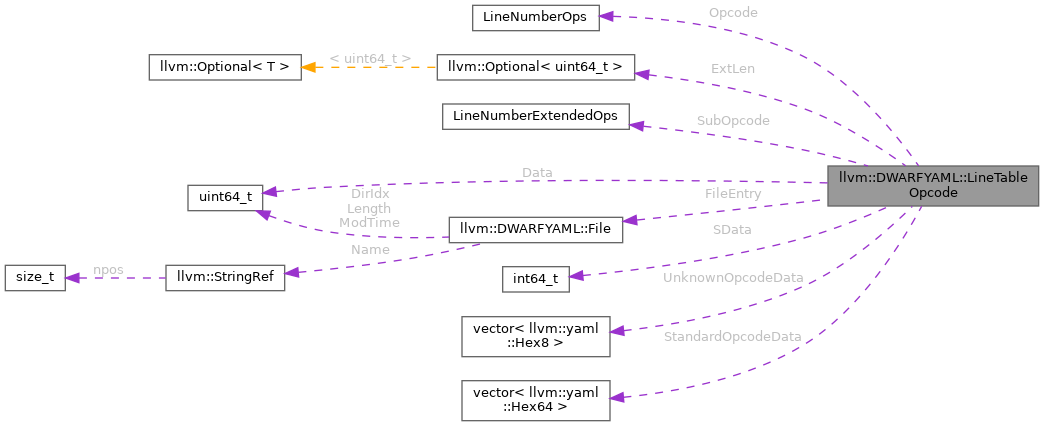 LineNumberOps
Opcode
llvm::Optional< T >
< uint64_t >
llvm::Optional< uint64_t >
ExtLen
LineNumberExtendedOps
SubOpcode
llvm::DWARFYAML::LineTable
Opcode
uint64_t
Data
DirIdx
Length
ModTime
llvm::DWARFYAML::File
FileEntry
Name
size_t
npos
llvm::StringRef
int64_t
SData
UnknownOpcodeData
vector< llvm::yaml
::Hex8 >
StandardOpcodeData
vector< llvm::yaml
::Hex64 >